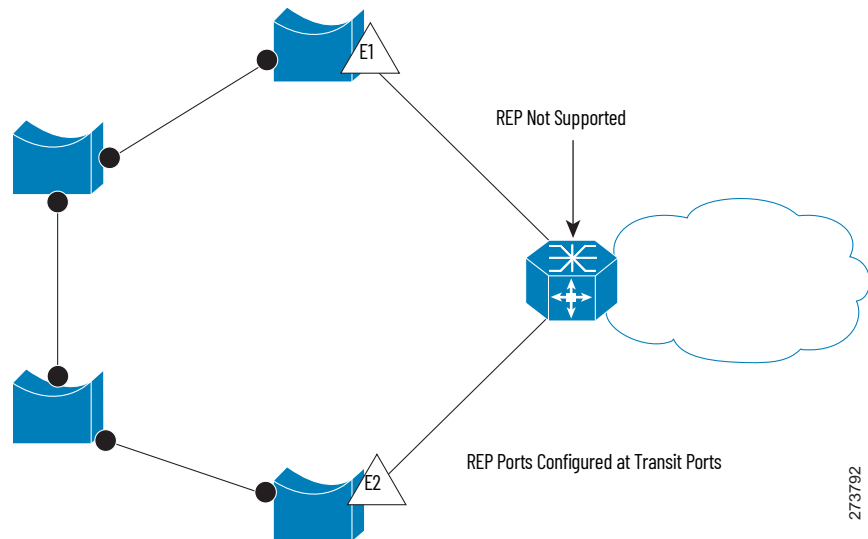 E1
REP Not Supported
E2
REP Ports Configured at Transit Ports
273792